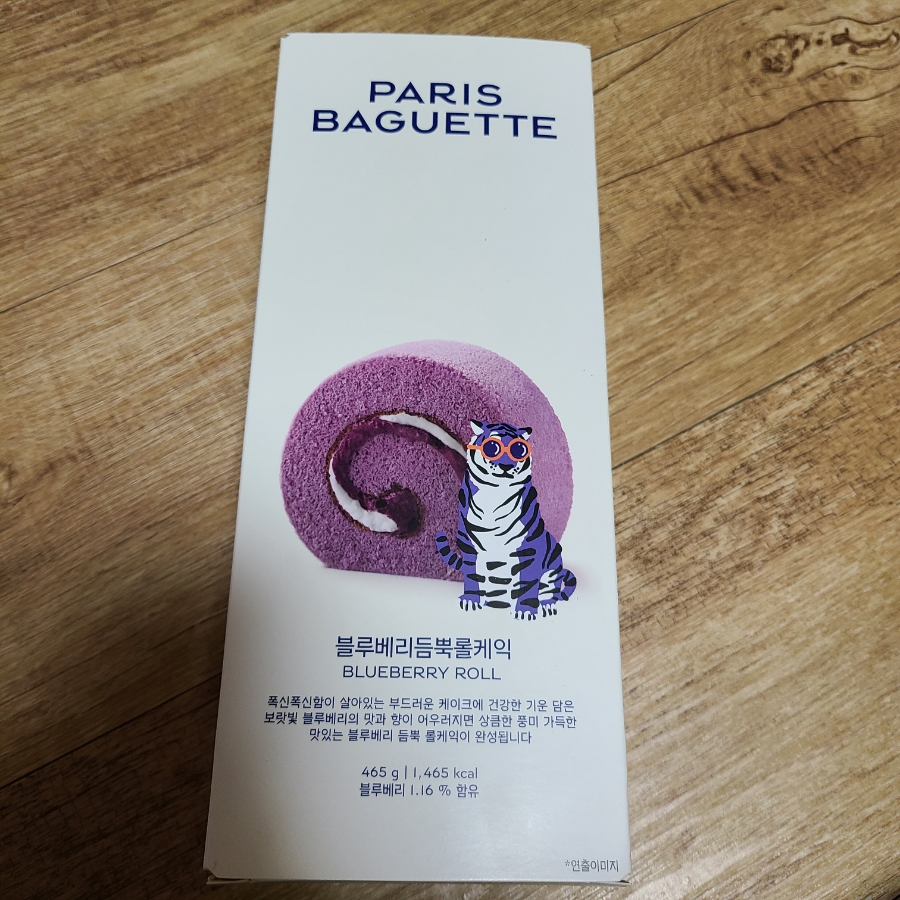 PARIS
BAGUETTE
블루베리듬뿍롤케익
BLUEBERRY ROLL
폭신폭신함이 살아있는 부드러운 케이크에 건강한 기운 담은
보랏빛 블루베리의 맛과 향이 어우러지면 상큼한 풍미 가득한
맛있는 블루베리 듬뿍 롤케익이 완성됩니다
465 g | 1,465 kcal
블루베리 1.16 % 함유
*연출이미지